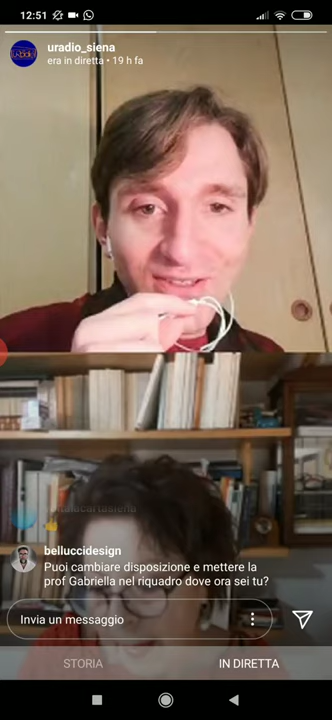 12:51
uradio_siena
era in diretta • 19 h fa
belluccidesign
Puoi cambiare disposizione e mettere la
prof Gabriella nel riquadro dove ora sei tu?
Invia un messaggio
STORIA
IN DIRETTA